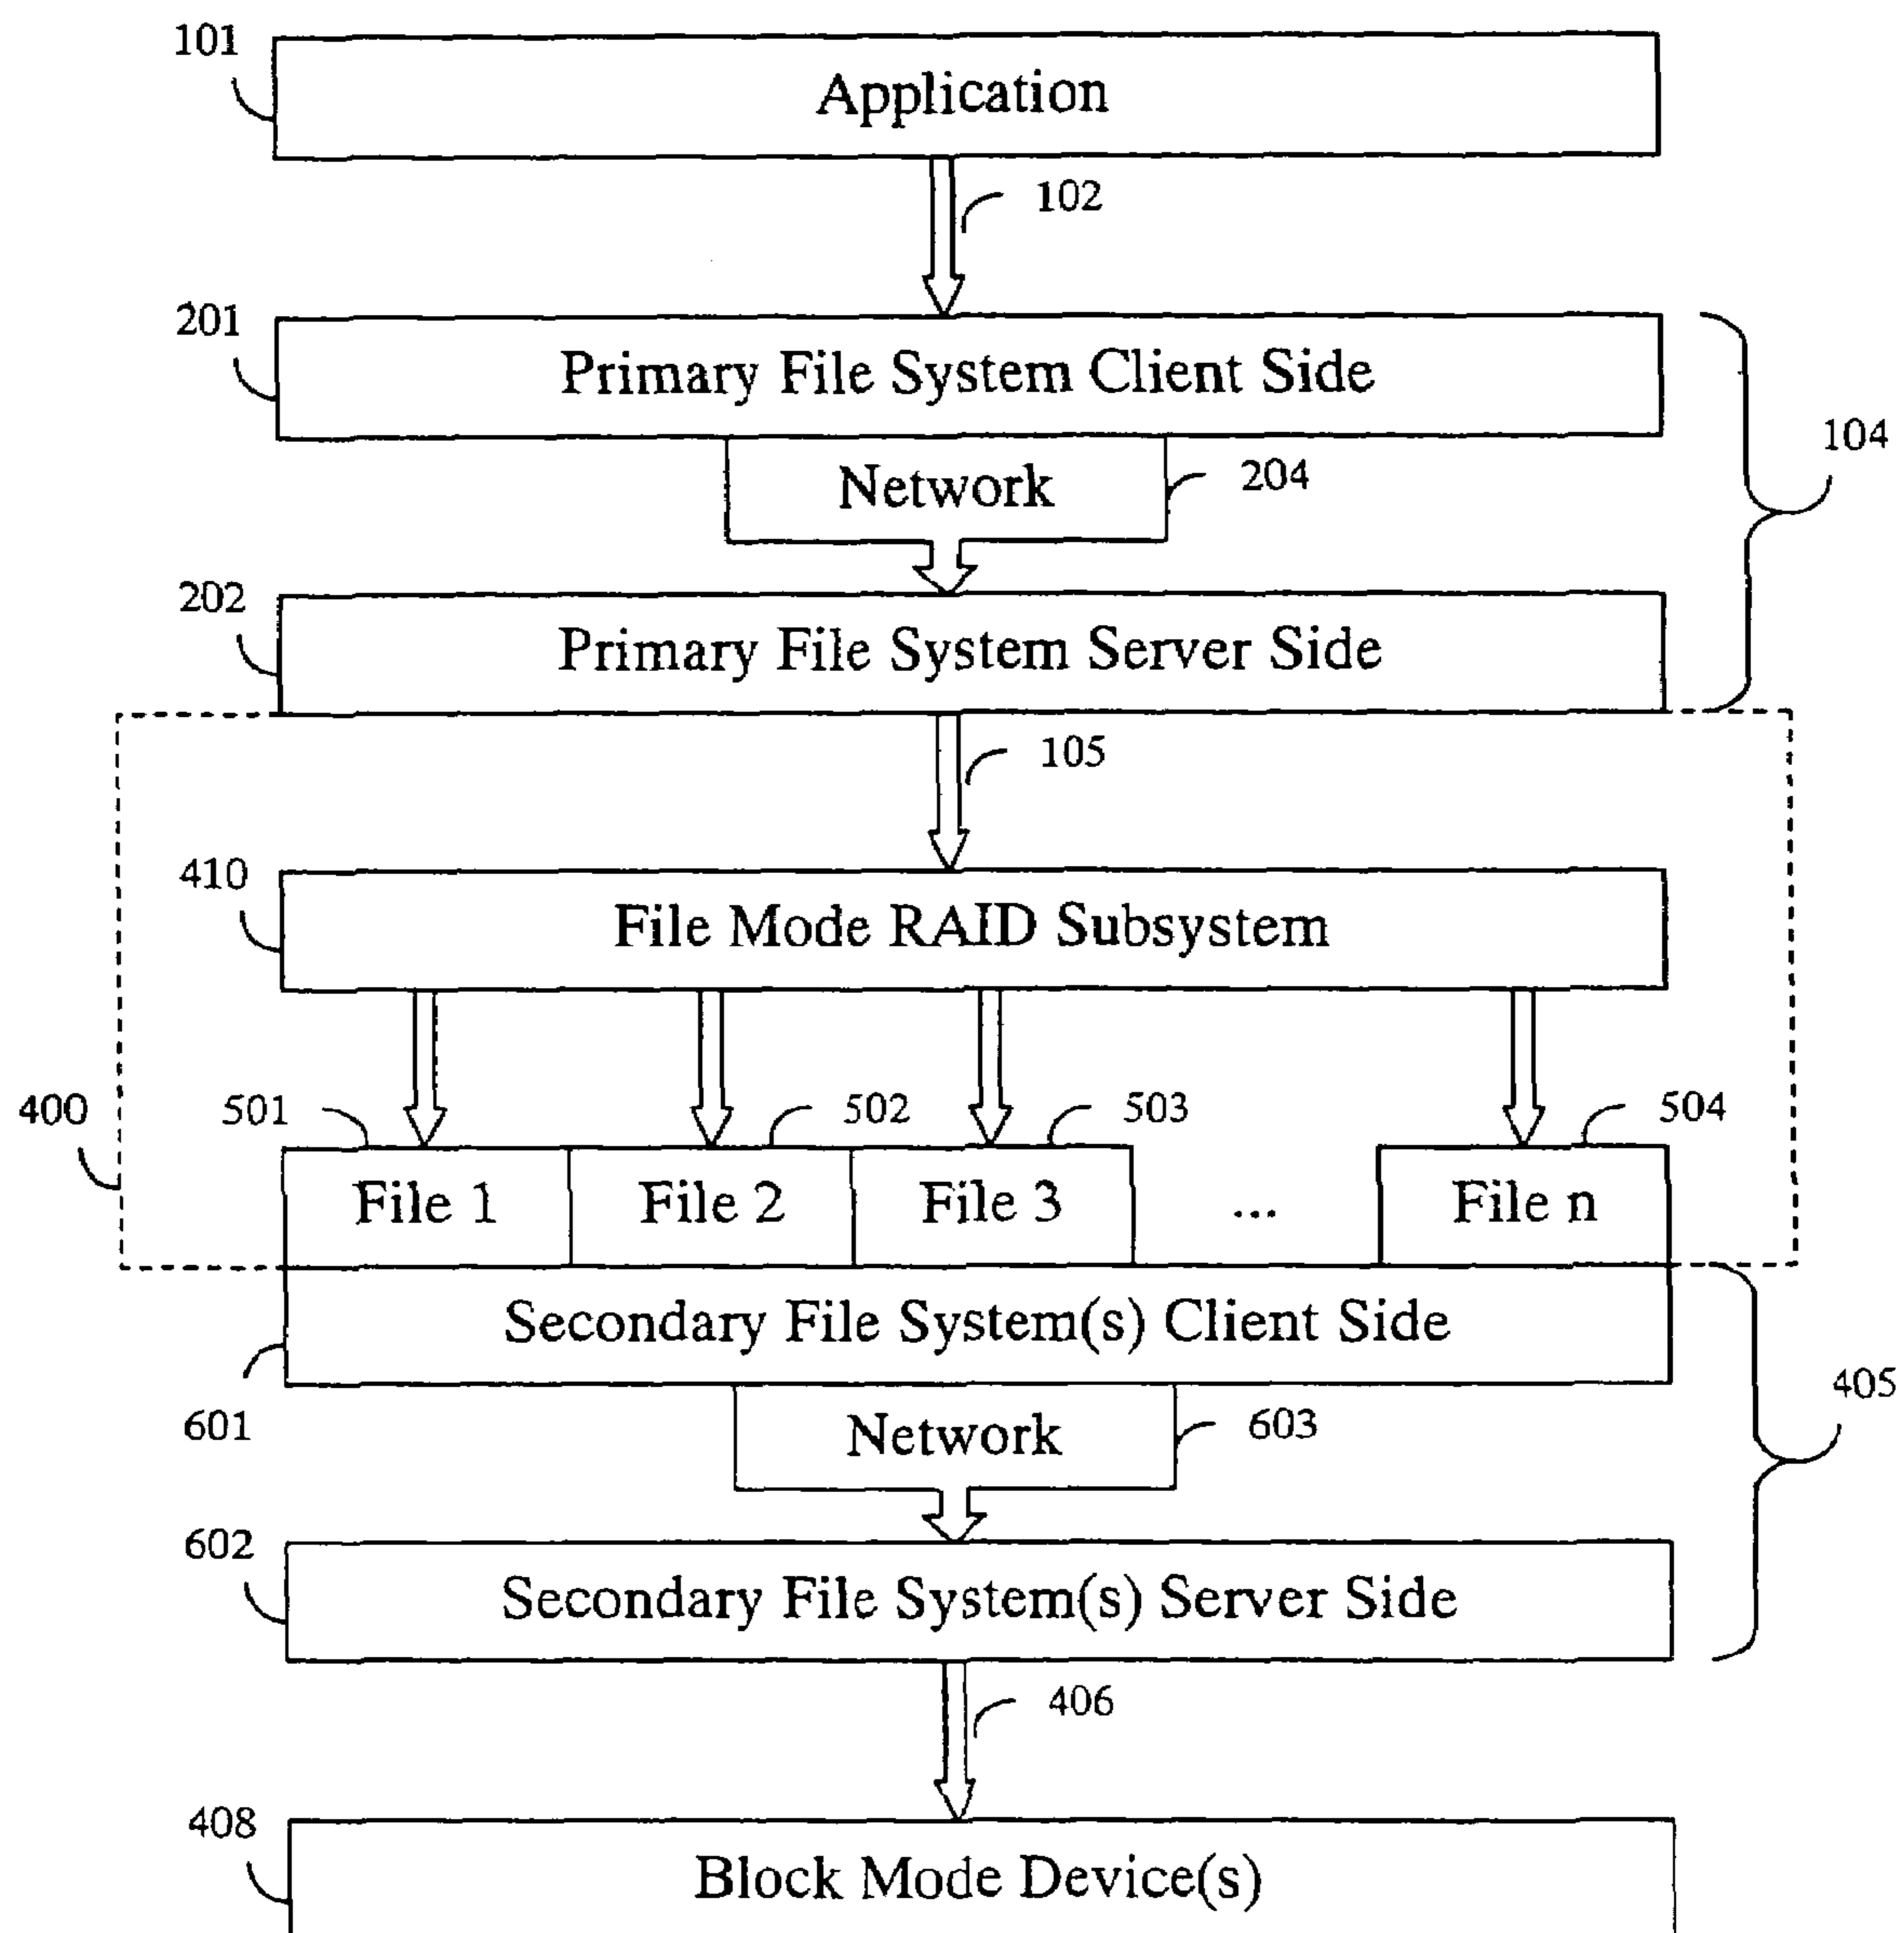 101
Application
102
201
Primary File System Client Side
104
Network
204
202
Primary File System Server Side
105
410
File Mode RAID Subsystem
400
501
502
503
504
File 1
File 2
File 3
...
File n
Secondary File System(s) Client Side
405
601
Network
603
602
Secondary File System(s) Server Side
406
408
Block Mode Device(s)